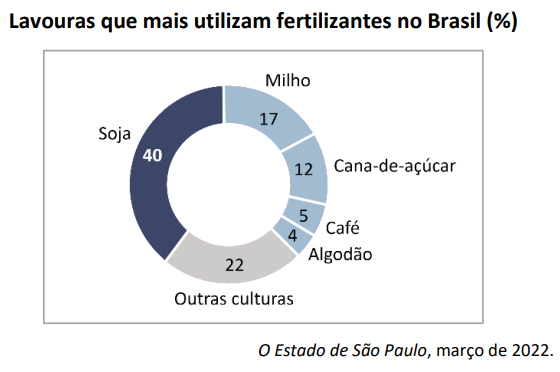 Lavouras que mais utilizam fertilizantes no Brasil (%)
Milho
17
Soja
40
12
Cana-de-açúcar
5
Café
4
Algodão
22
Outras culturas
O Estado de São Paulo, março de 2022.